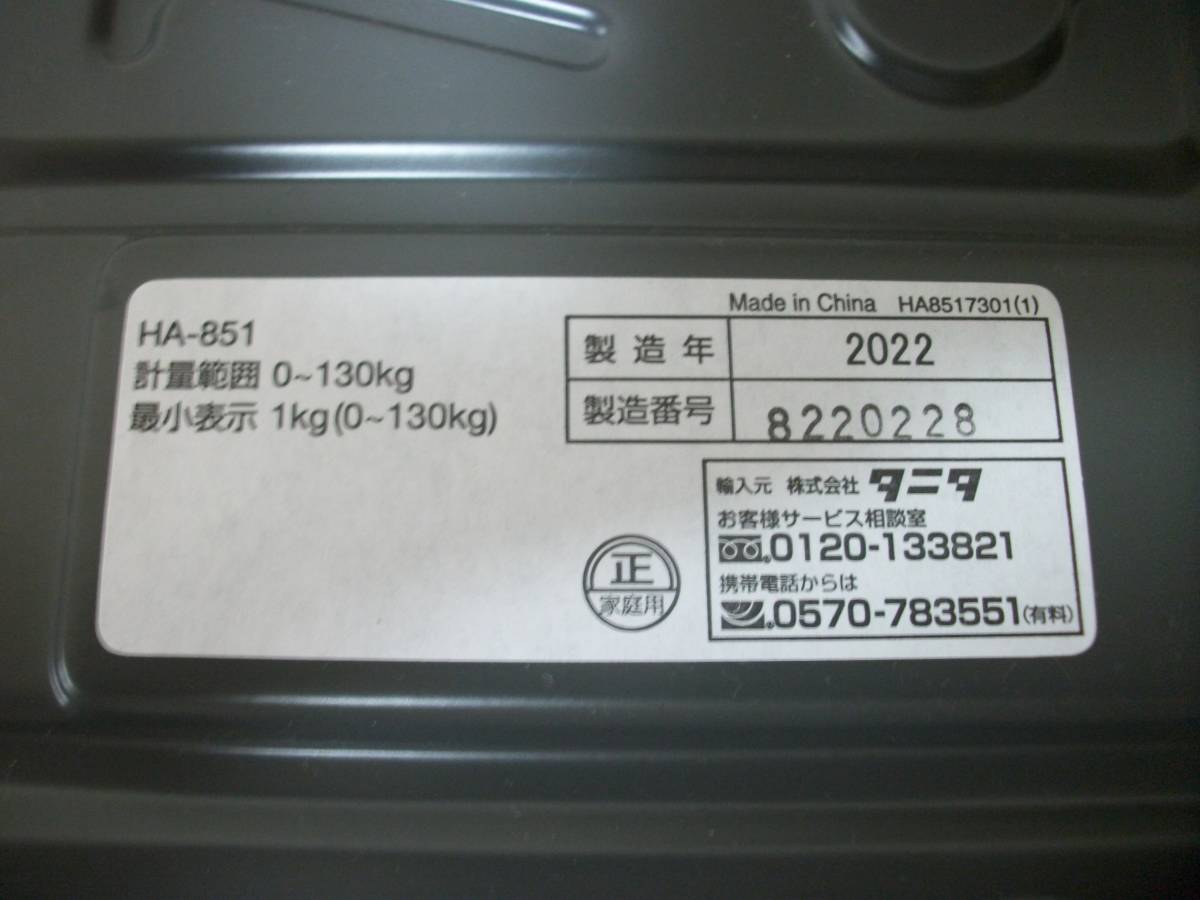 Made in China HA8517301(1)
HA-851
計量範囲 0~130kg
最小表示 1kg(0~130kg)
製造年 2022
製造番号 8220228
輸入元 株式会社 タニタ
お客様サービス相談室
0120-133821
携帯電話からは
0570-783551(有料)
正
家庭用